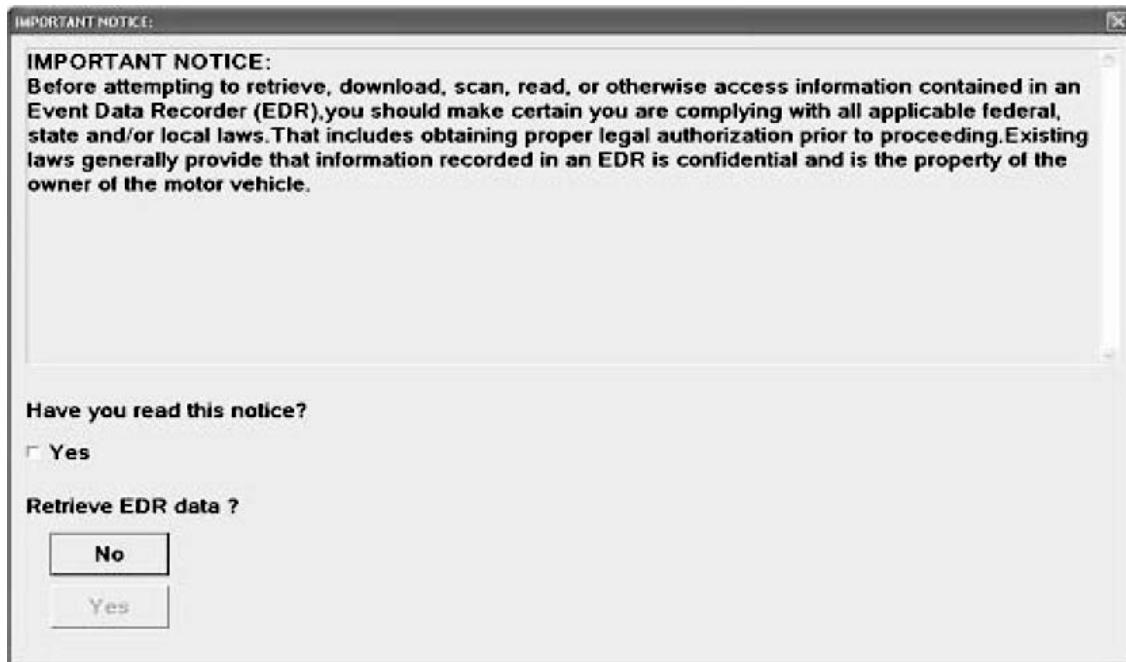 IMPORTANT NOTICE:
IMPORTANT NOTICE:
Before attempting to retrieve, download, scan, read, or otherwise access information contained in an
Event Data Recorder (EDR),you should make certain you are complying with all applicable federal,
state and/or local laws.That includes obtaining proper legal authorization prior to proceeding.Existing
laws generally provide that information recorded in an EDR is confidential and is the property of the
owner of the motor vehicle.
Have you read this notice?
Yes
Retrieve EDR data ?
No
Yes